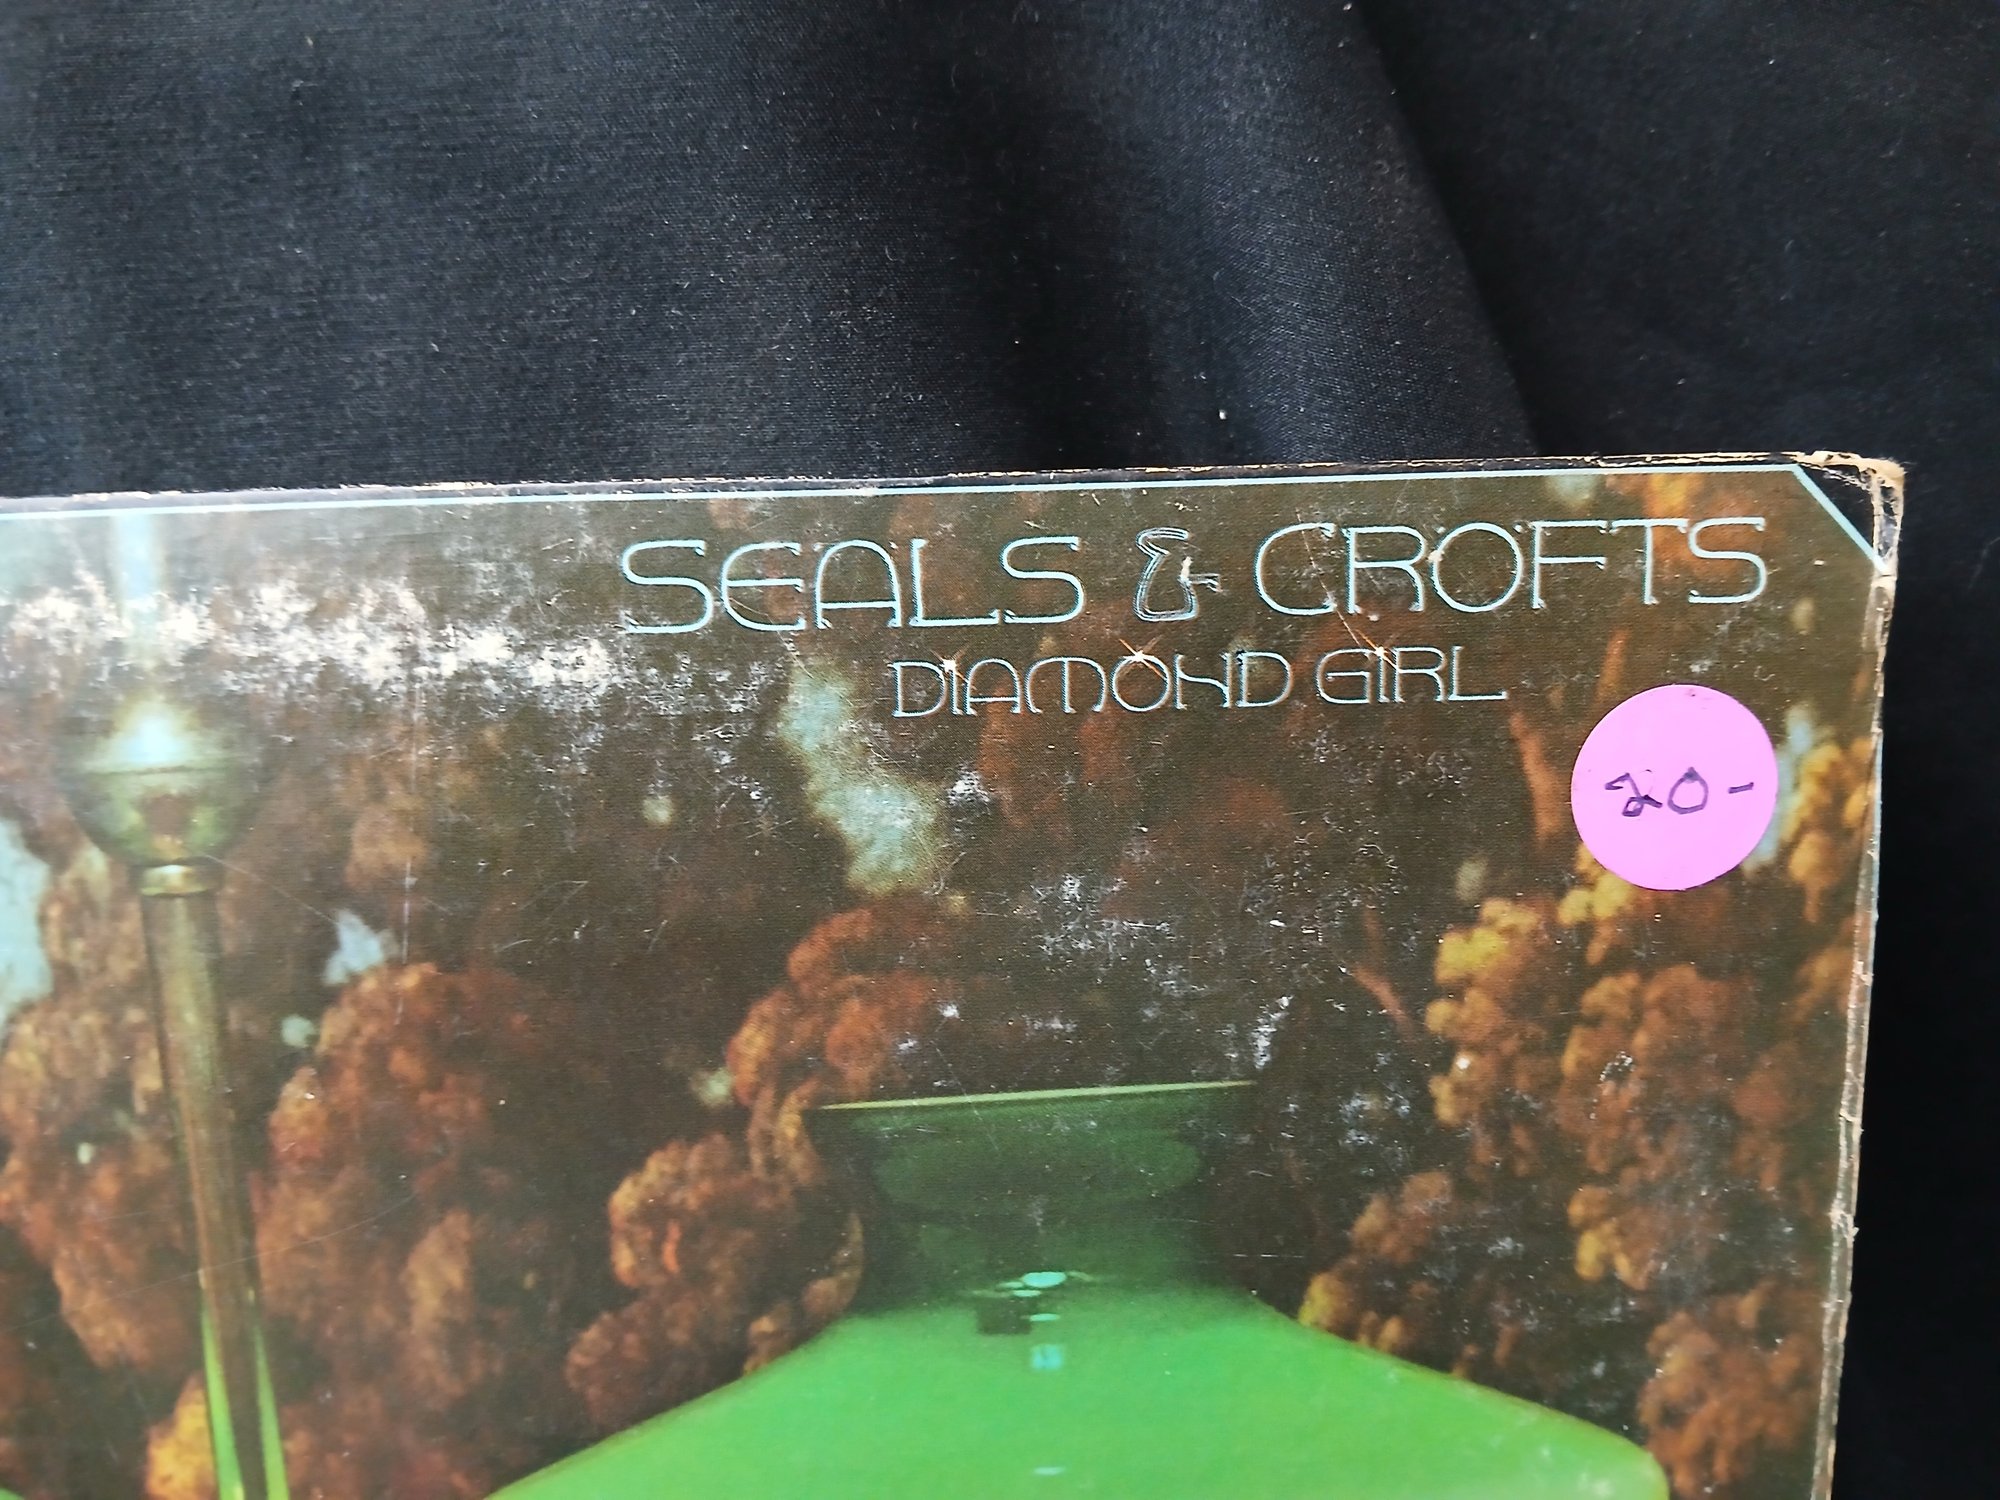 SEALS & CROFTS
DIAMOND GIRL
20-